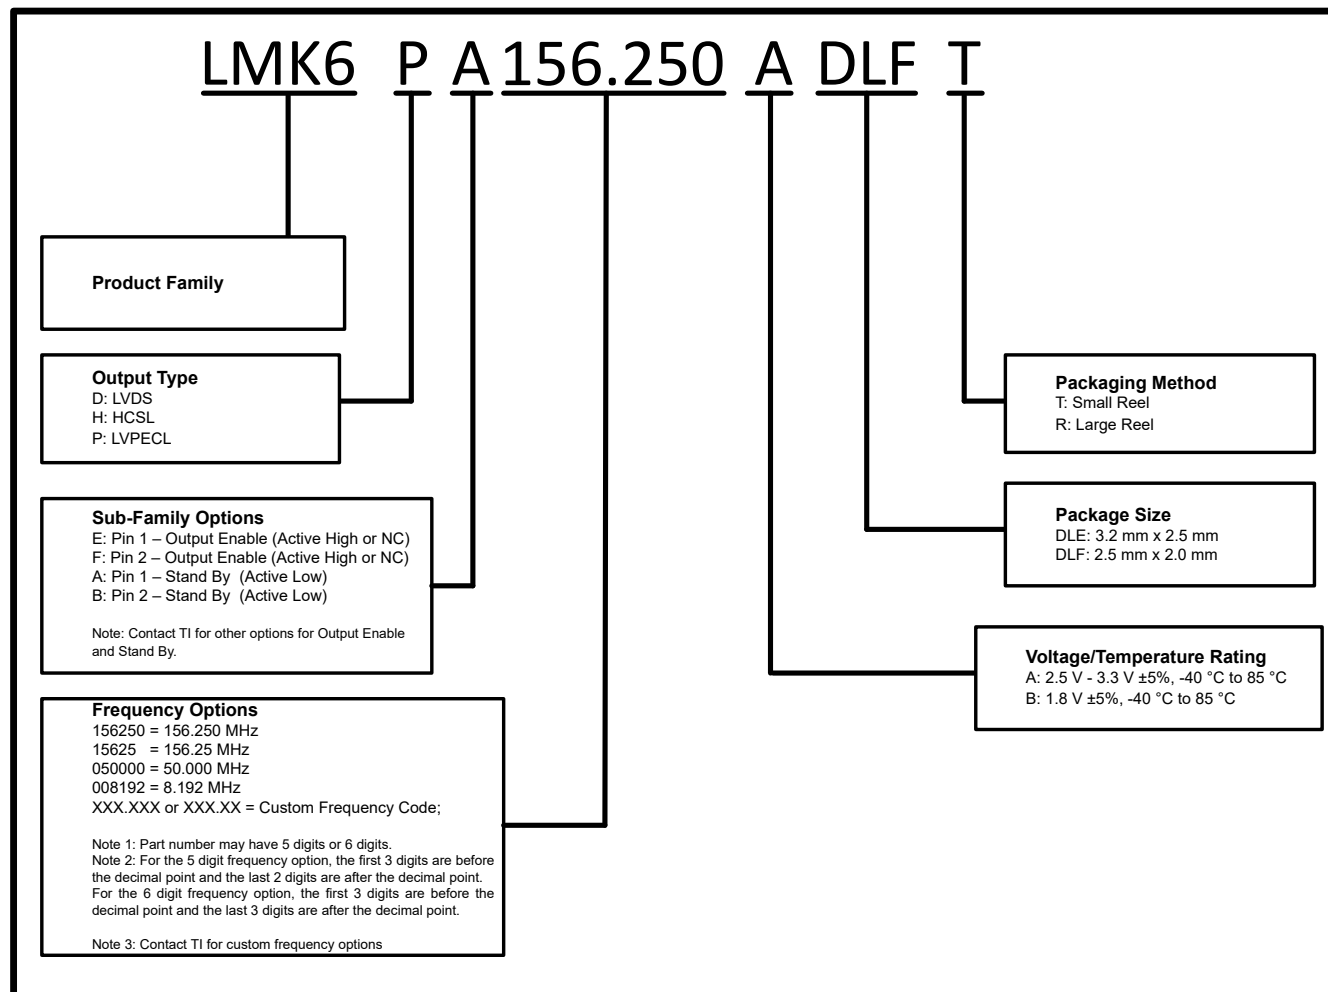 LMK6 P A 156.250 A DLF T
Product Family
Output Type
D: LVDS
H: HCSL
P: LVPECL
Sub-Family Options
E: Pin 1 – Output Enable (Active High or NC)
F: Pin 2 – Output Enable (Active High or NC)
A: Pin 1 – Stand By (Active Low)
B: Pin 2 – Stand By (Active Low)
Note: Contact TI for other options for Output Enable
and Stand By.
Frequency Options
156250 = 156.250 MHz
15625 = 156.25 MHz
050000 = 50.000 MHz
008192 = 8.192 MHz
XXX.XXX or XXX.XX = Custom Frequency Code;
Note 1: Part number may have 5 digits or 6 digits.
Note 2: For the 5 digit frequency option, the first 3 digits are before
the decimal point and the last 2 digits are after the decimal point.
For the 6 digit frequency option, the first 3 digits are before the
decimal point and the last 3 digits are after the decimal point.
Note 3: Contact TI for custom frequency options
Packaging Method
T: Small Reel
R: Large Reel
Package Size
DLE: 3.2 mm x 2.5 mm
DLF: 2.5 mm x 2.0 mm
Voltage/Temperature Rating
A: 2.5 V - 3.3 V ±5%, -40 °C to 85 °C
B: 1.8 V ±5%, -40 °C to 85 °C